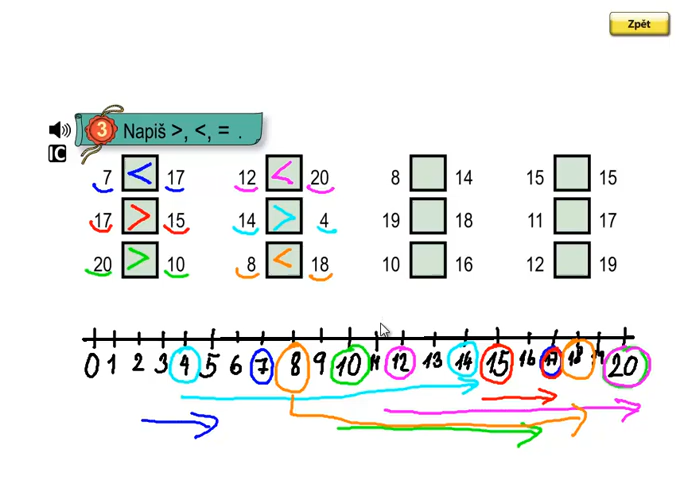 Zpět
3 Napiš >, <, = .
7 < 17 12 < 20 8 14 15 15
17 > 15 14 > 4 19 18 11 17
20 > 10 8 < 18 10 16 12 19
0 1 2 3 4 5 6 7 8 9 10 11 12 13 14 15 16 17 18 19 20